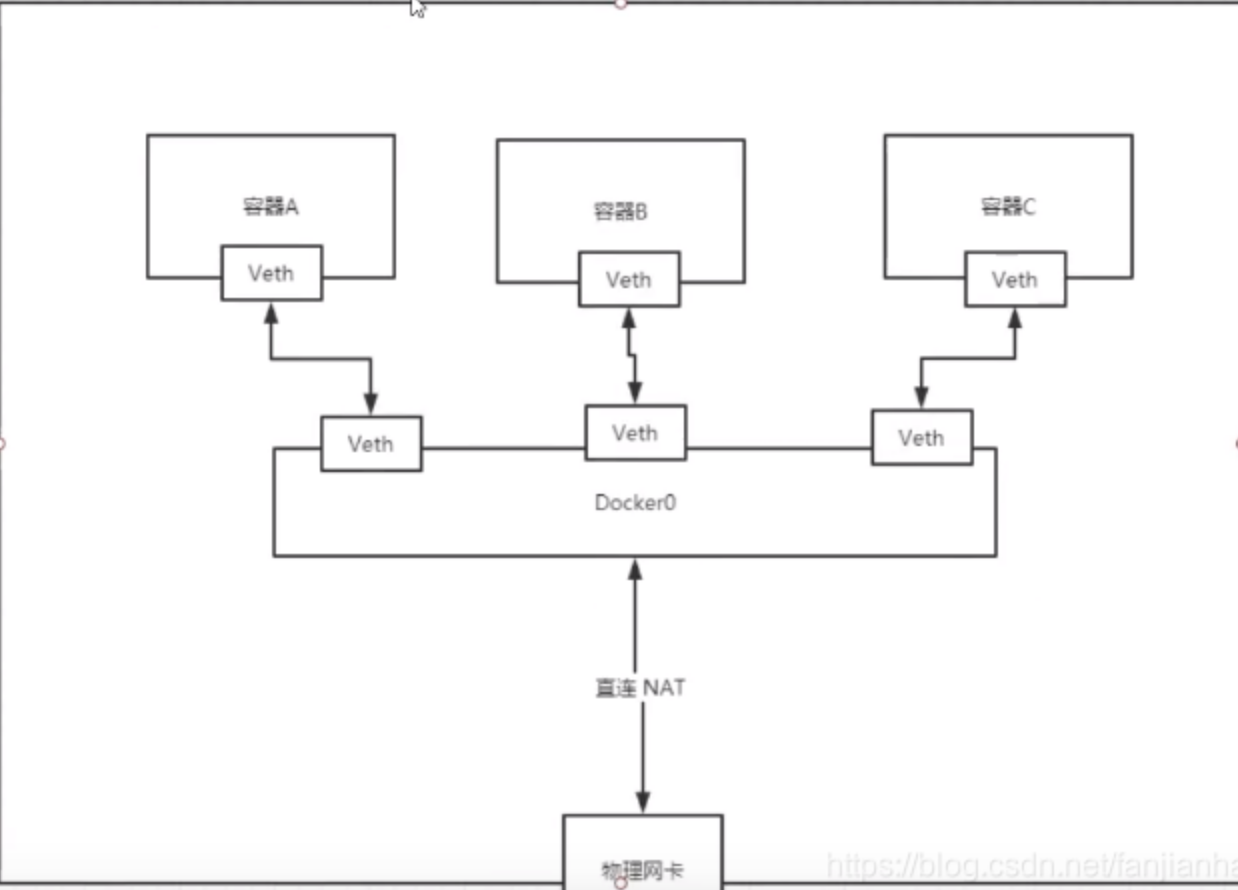 容器A
容器B
容器C
Veth
Veth
Veth
Veth
Veth
Veth
Docker0
直连 NAT
物理网卡
https://blog.csdn.net/fanjianha